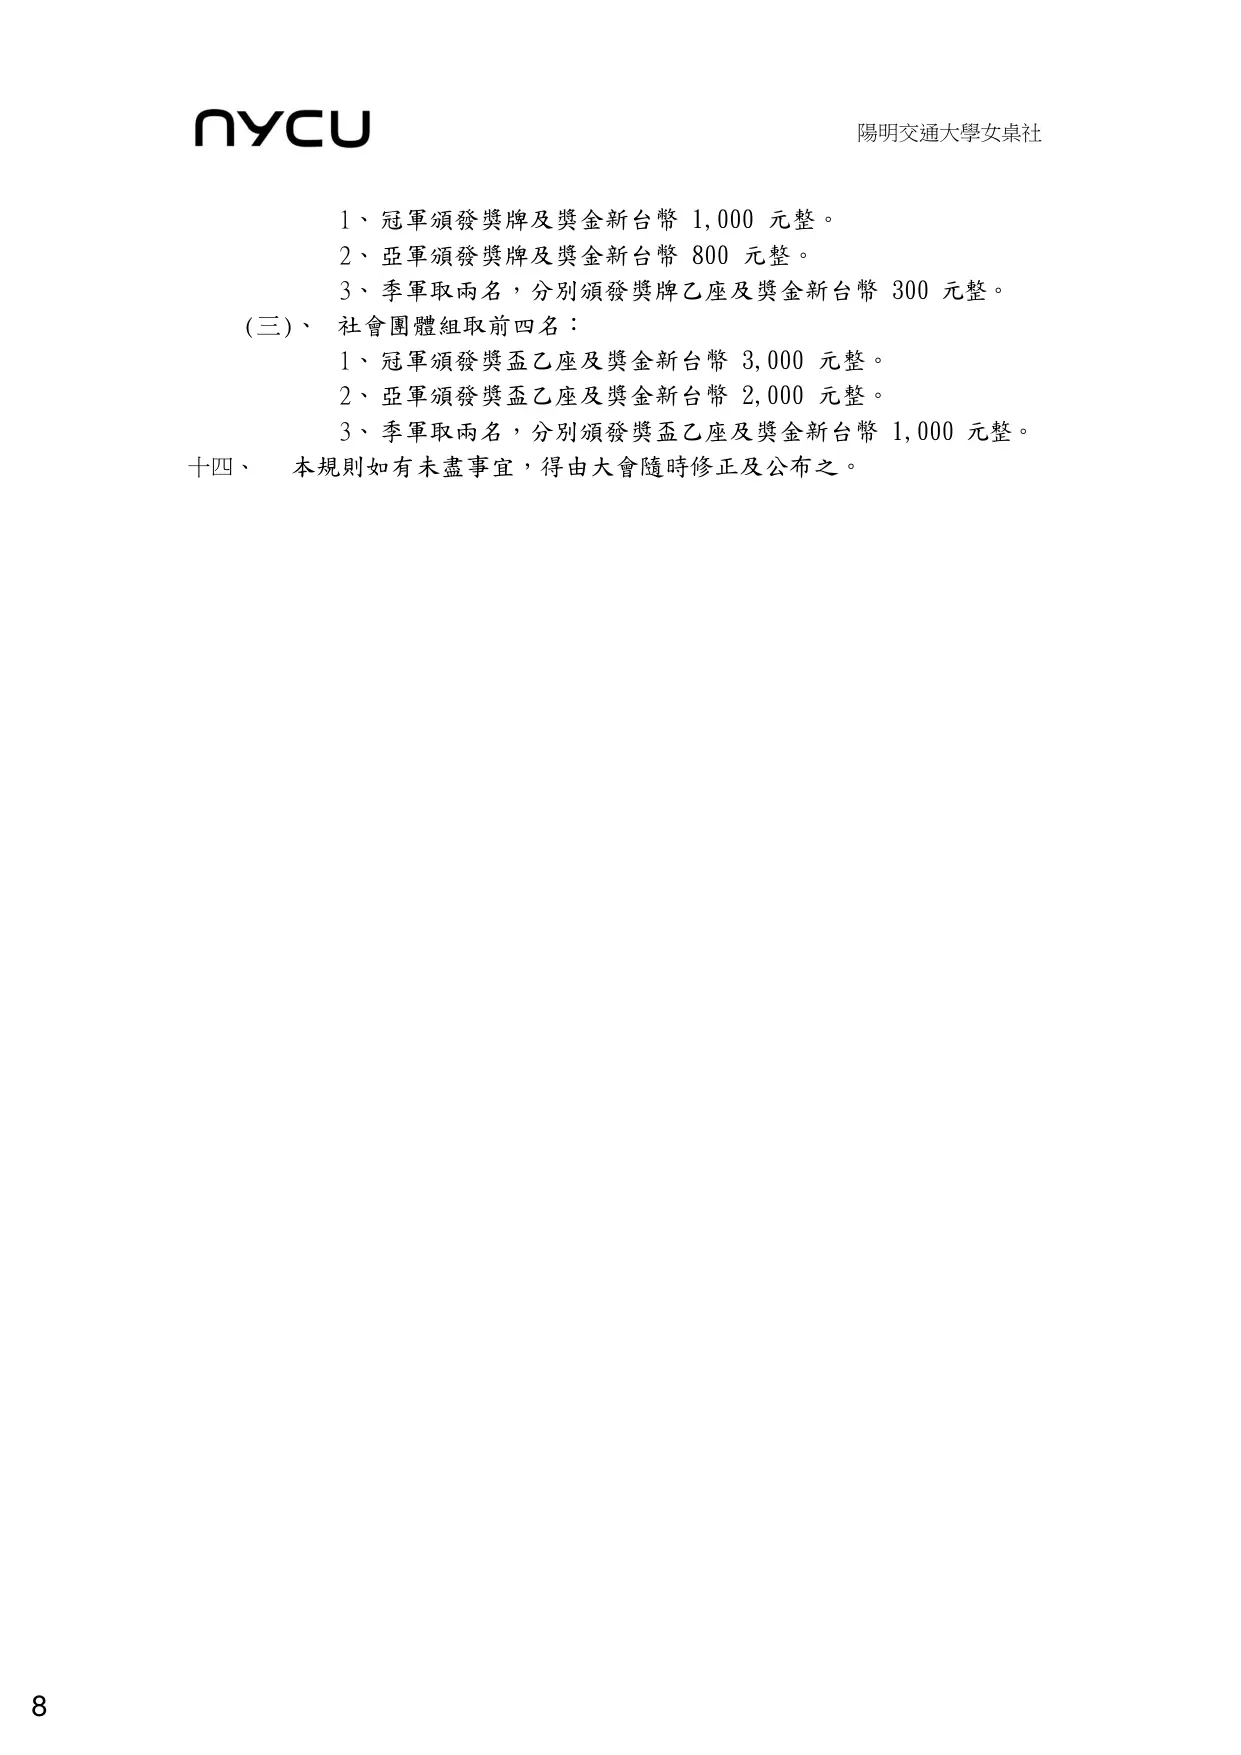 NYCU
陽明交通大學女桌社
1、冠軍頒發獎牌及獎金新台幣 1,000 元整。
2、亞軍頒發獎牌及獎金新台幣 800 元整。
3、季軍取兩名，分別頒發獎牌乙座及獎金新台幣 300 元整。
(三)、 社會團體組取前四名：
1、冠軍頒發獎盃乙座及獎金新台幣 3,000 元整。
2、亞軍頒發獎盃乙座及獎金新台幣 2,000 元整。
3、季軍取兩名，分別頒發獎盃乙座及獎金新台幣 1,000 元整。
十四、 本規則如有未盡事宜，得由大會隨時修正及公布之。
8